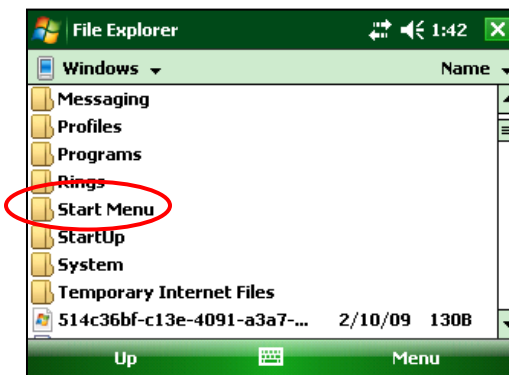 File Explorer 1:42
Windows Name
Messaging
Profiles
Programs
Rings
Start Menu
StartUp
System
Temporary Internet Files
514c36bf-c13e-4091-a3a7-... 2/10/09 130B
Up Menu